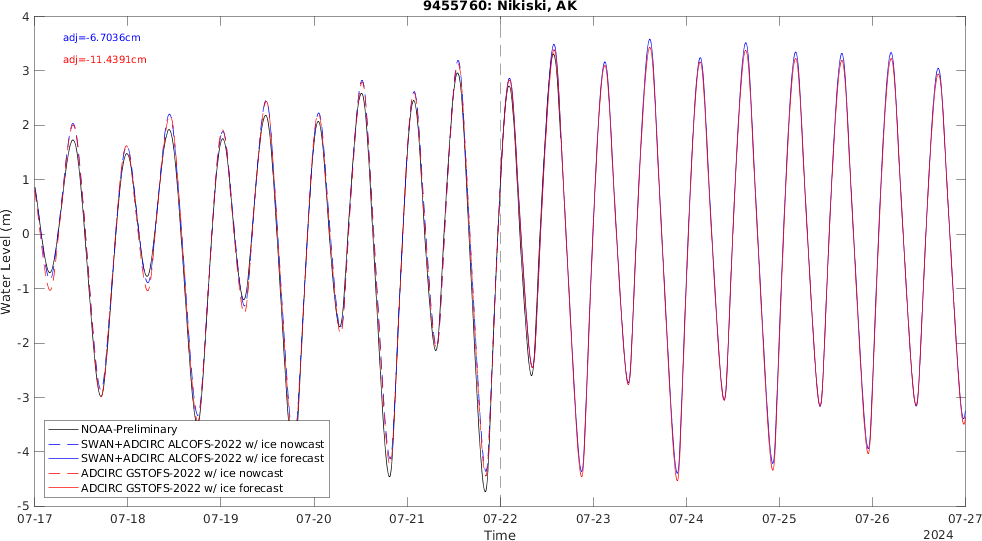 9455760: Nikiski, AK
adj=-6.7036cm
adj=-11.4391cm
Water Level (m)
4
3
2
1
0
-1
-2
-3
-4
-5
NOAA-Preliminary
SWAN+ADCIRC ALCOFS-2022 w/ ice nowcast
SWAN+ADCIRC ALCOFS-2022 w/ ice forecast
ADCIRC GSTOFS-2022 w/ ice nowcast
ADCIRC GSTOFS-2022 w/ ice forecast
07-17 07-18 07-19 07-20 07-21 07-22 07-23 07-24 07-25 07-26 07-27
Time
2024